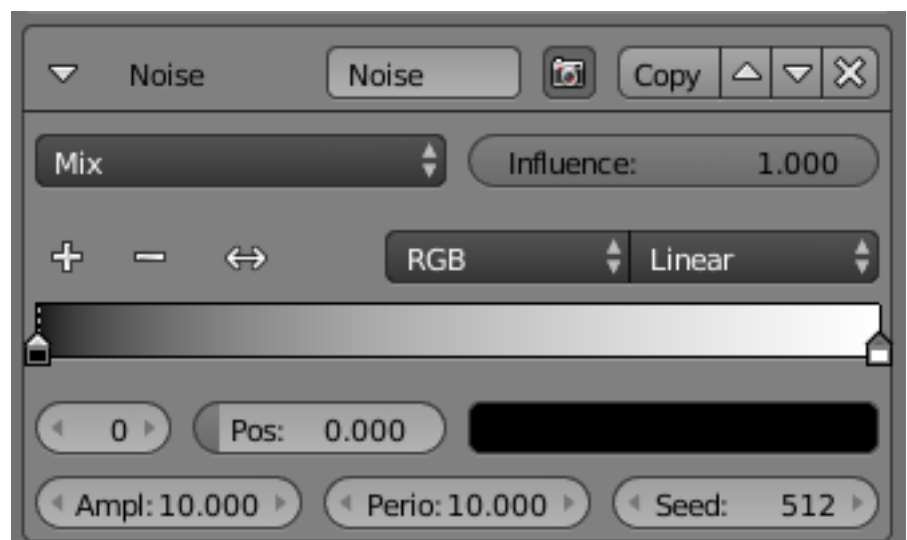 Noise Noise Copy
Mix Influence: 1.000
RGB Linear
0 Pos: 0.000
Ampl: 10.000 Perio: 10.000 Seed: 512